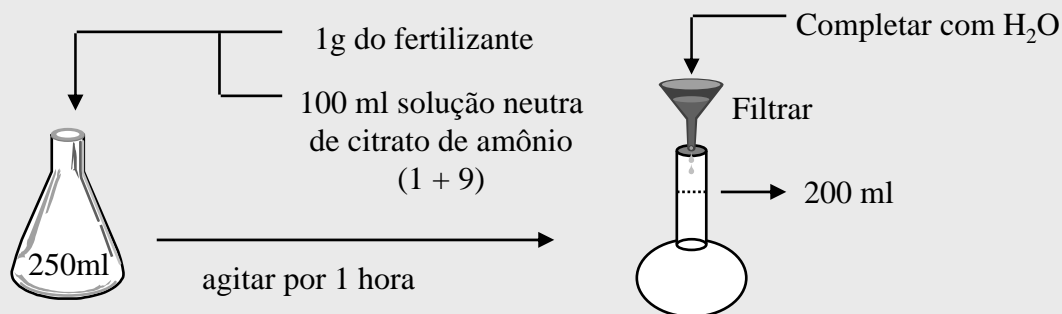 1g do fertilizante
100 ml solução neutra
de citrato de amônio
(1 + 9)
250ml
agitar por 1 hora
Completar com H₂O
Filtrar
200 ml